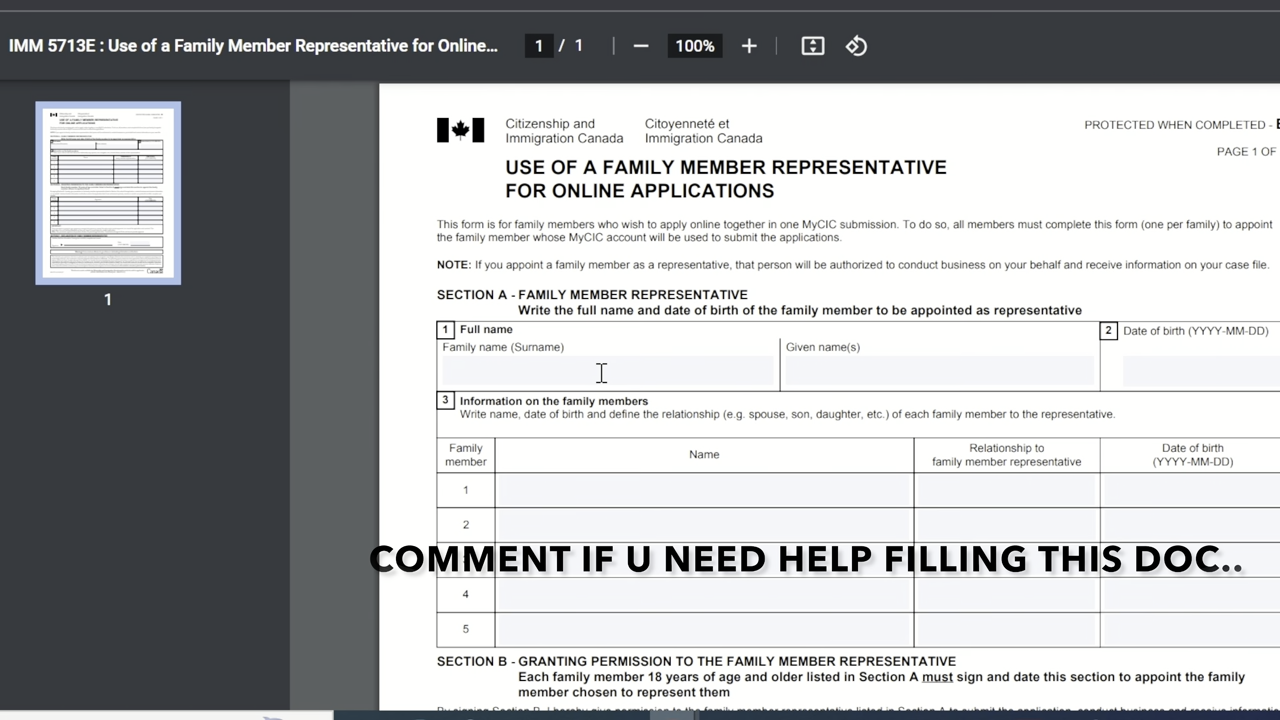 IMM 5713E : Use of a Family Member Representative for Online...
1 / 1
100%
1
Citizenship and Immigration Canada
Citoyenneté et Immigration Canada
PROTECTED WHEN COMPLETED -
PAGE 1 OF
USE OF A FAMILY MEMBER REPRESENTATIVE
FOR ONLINE APPLICATIONS
This form is for family members who wish to apply online together in one MyCIC submission. To do so, all members must complete this form (one per family) to appoint
the family member whose MyCIC account will be used to submit the applications.
NOTE: If you appoint a family member as a representative, that person will be authorized to conduct business on your behalf and receive information on your case file.
SECTION A - FAMILY MEMBER REPRESENTATIVE
Write the full name and date of birth of the family member to be appointed as representative
1 Full name
2 Date of birth (YYYY-MM-DD)
Family name (Surname)
Given name(s)
3 Information on the family members
Write name, date of birth and define the relationship (e.g. spouse, son, daughter, etc.) of each family member to the representative.
Family member
Name
Relationship to family member representative
Date of birth (YYYY-MM-DD)
1
2
COMMENT IF U NEED HELP FILLING THIS DOC..
4
5
SECTION B - GRANTING PERMISSION TO THE FAMILY MEMBER REPRESENTATIVE
Each family member 18 years of age and older listed in Section A must sign and date this section to appoint the family
member chosen to represent them